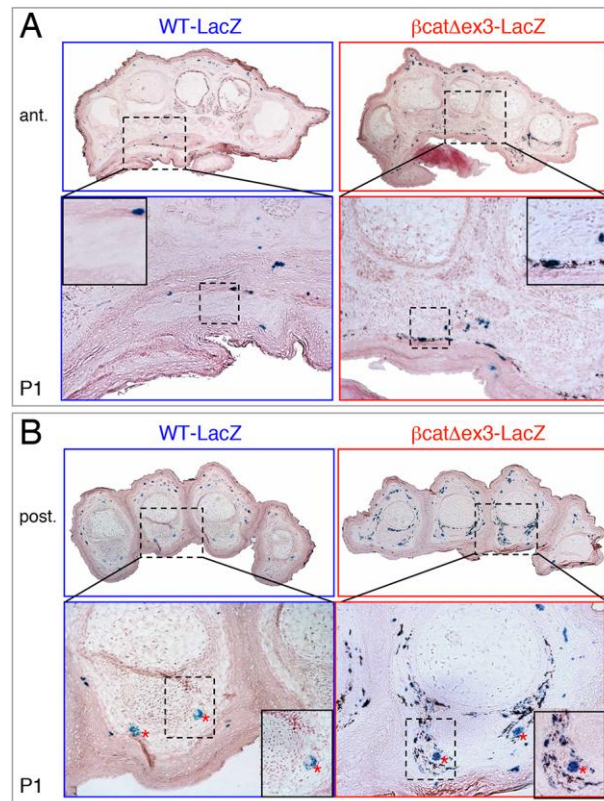 A
WT-LacZ
βcatΔex3-LacZ
ant.
P1
B
WT-LacZ
βcatΔex3-LacZ
post.
*
*
*
*
*
*
P1